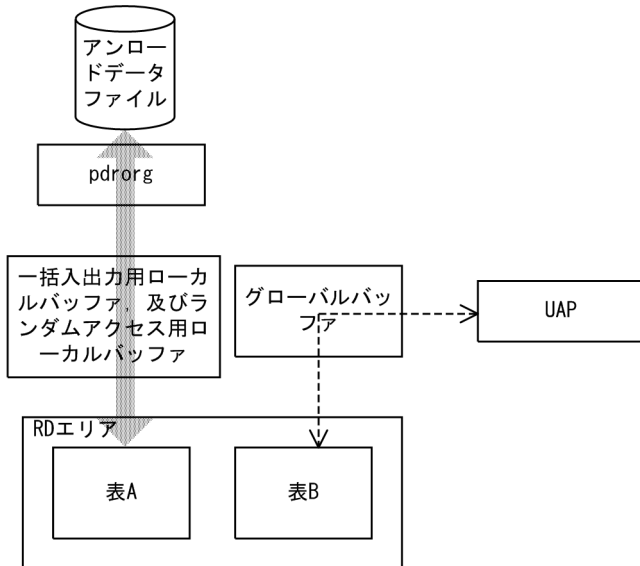 アンロー
ドデータ
ファイル
pdrorg
一括入出力用ローカ
ルバッファ，及びラ
ンダムアクセス用ロ
ーカルバッファ
グローバルバッ
ファ
UAP
RDエリア
表A
表B